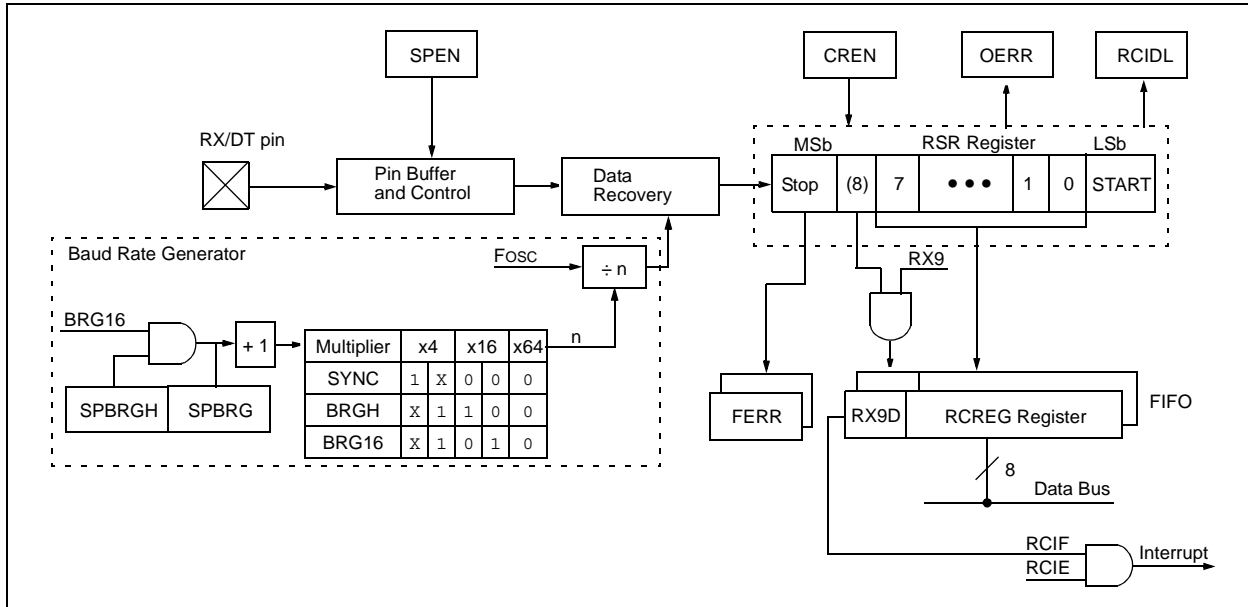 SPEN
CREN
OERR
RCIDL
RX/DT pin
Pin Buffer
and Control
Data
Recovery
MSb
RSR Register
LSb
Stop (8) 7 ••• 1 0 START
Baud Rate Generator
FOSC
÷ n
RX9
BRG16
+ 1
n
Multiplier x4 x16 x64
SYNC 1 X 0 0 0
BRGH X 1 1 0 0
BRG16 X 1 0 1 0
SPBRGH SPBRG
FERR
RX9D RCREG Register
FIFO
8
Data Bus
RCIF
RCIE
Interrupt